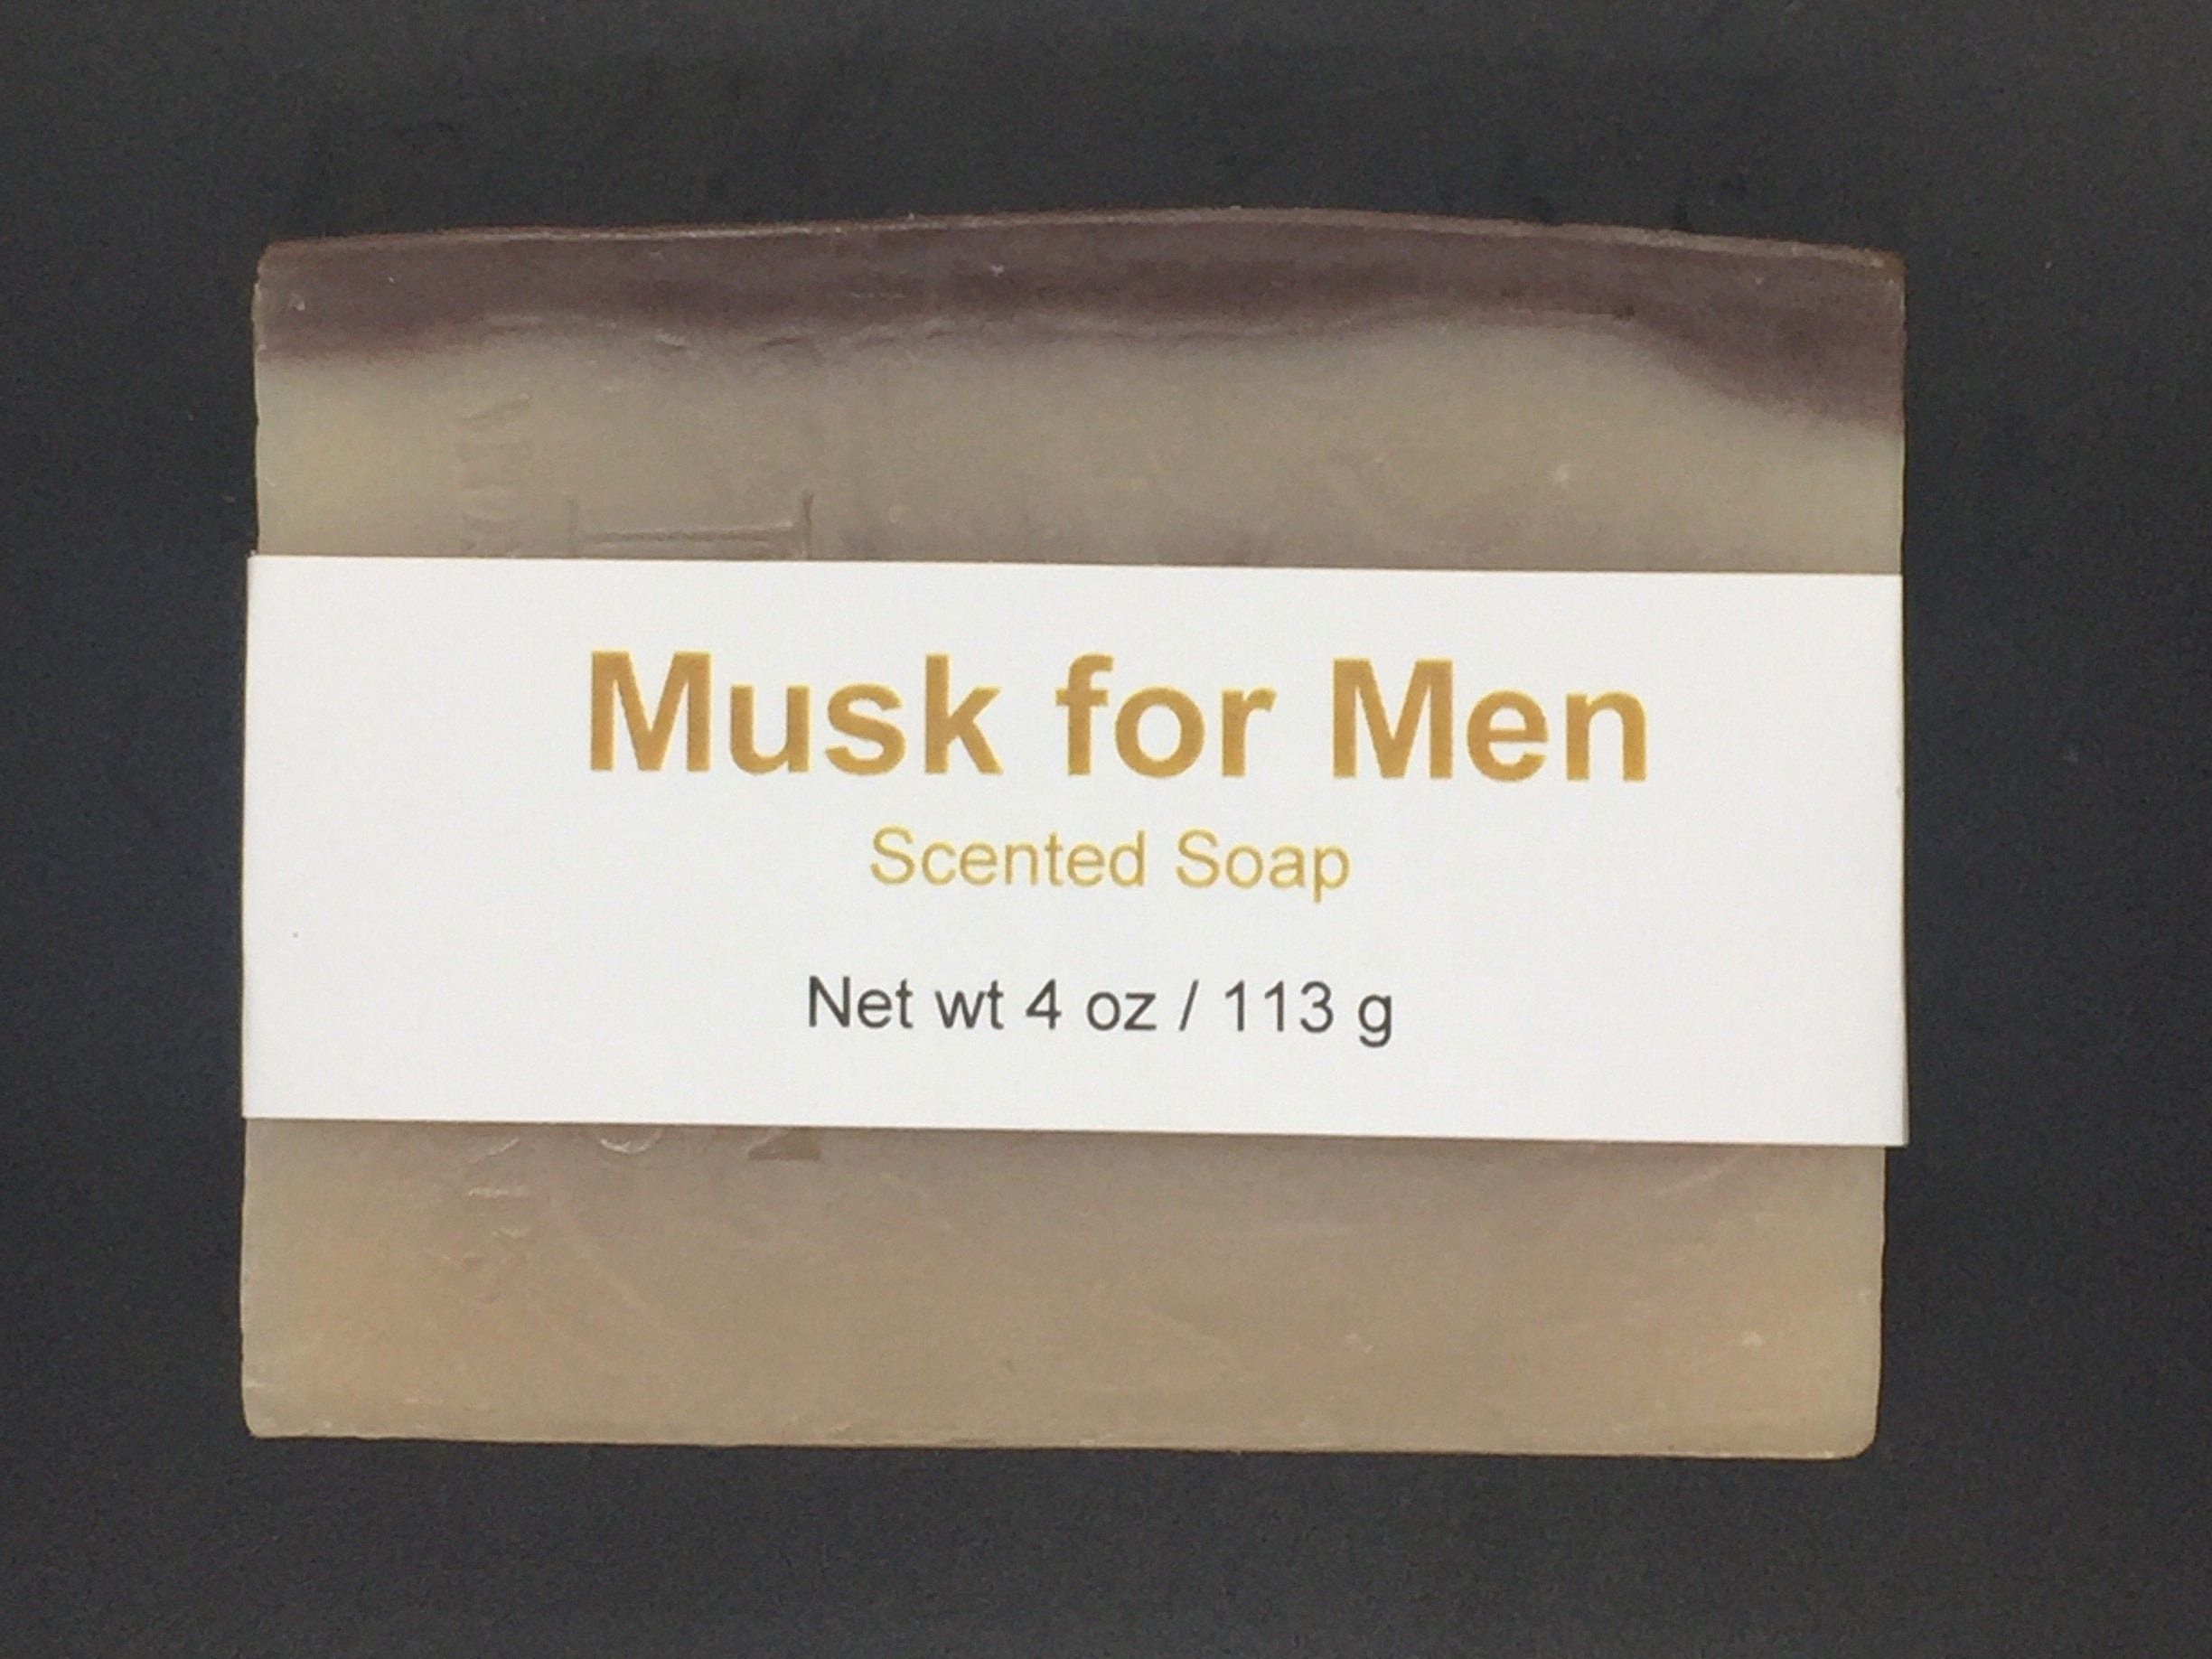 Musk for Men
Scented Soap
Net wt 4 oz / 113 g